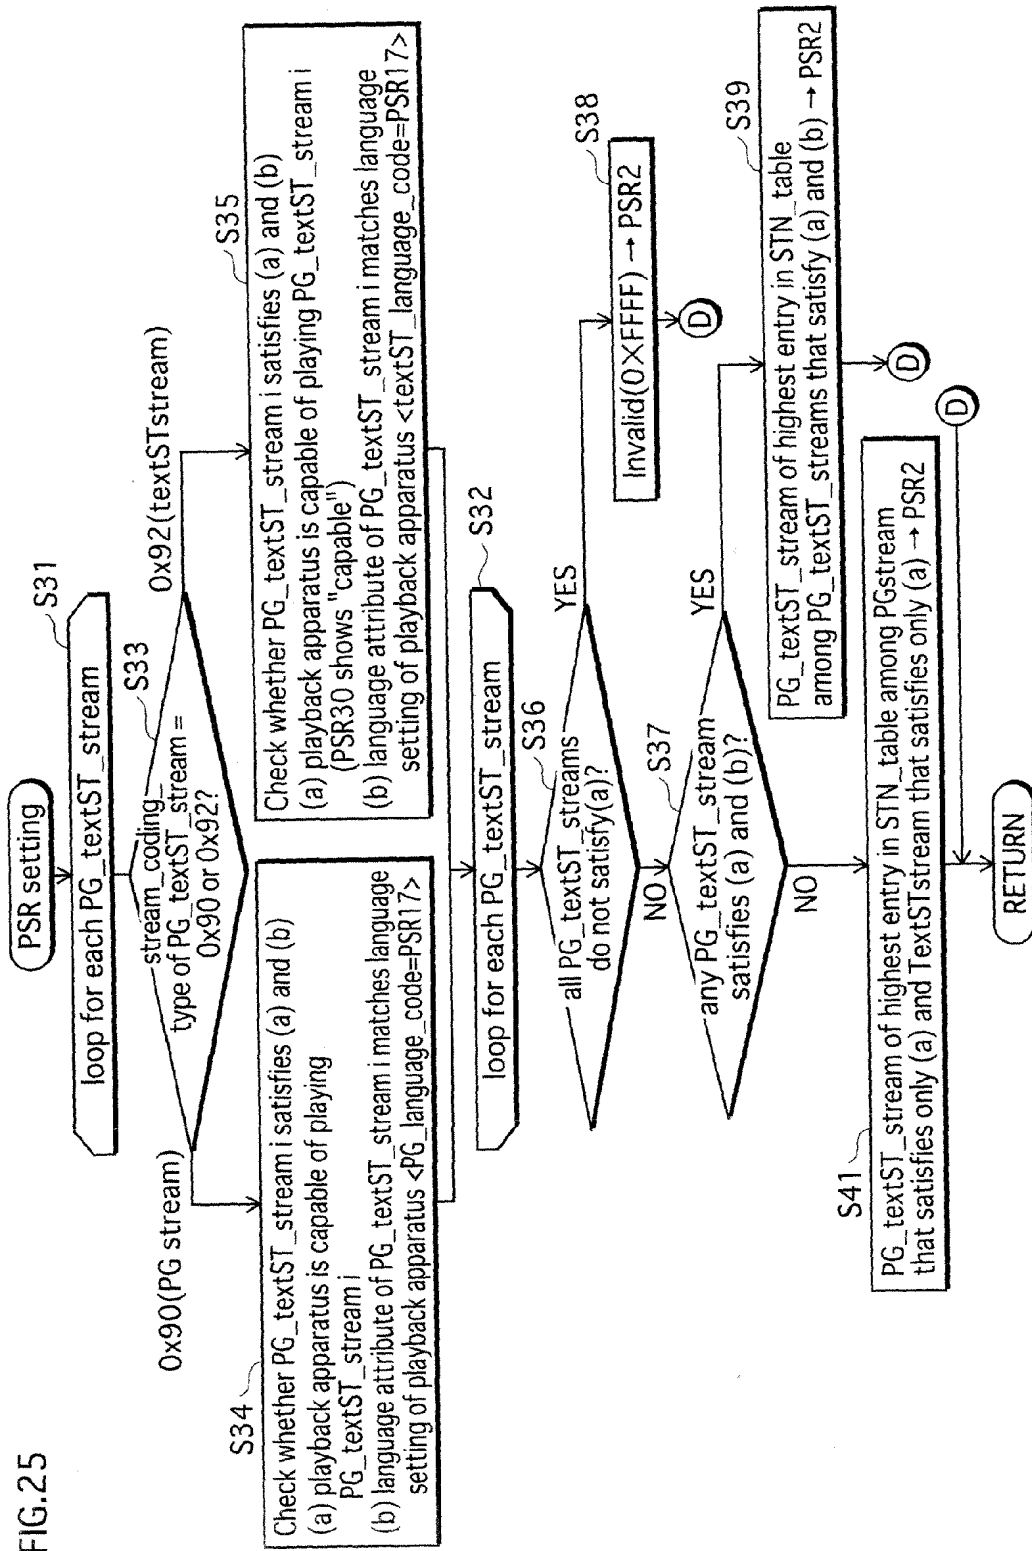 FIG.25
PSR setting
S31
loop for each PG_textST_stream
S33
stream_coding_
type of PG_textST_stream =
0x90 or 0x92?
0x90(PG stream)
0x92(textSTstream)
S34
Check whether PG_textST_stream i satisfies (a) and (b)
(a) playback apparatus is capable of playing
PG_textST_stream i
(b) language attribute of PG_textST_stream i matches language
setting of playback apparatus <PG_language_code=PSR17>
S35
Check whether PG_textST_stream i satisfies (a) and (b)
(a) playback apparatus is capable of playing PG_textST_stream i
(PSR30 shows "capable")
(b) language attribute of PG_textST_stream i matches language
setting of playback apparatus <textST_language_code=PSR17>
S32
loop for each PG_textST_stream
S36
all PG_textST_streams
do not satisfy(a)?
YES
NO
S38
Invalid(0XFFFF) → PSR2
D
S37
any PG_textST_stream
satisfies (a) and (b)?
YES
NO
S39
PG_textST_stream of highest entry in STN_table
among PG_textST_streams that satisfy (a) and (b) → PSR2
D
S41
PG_textST_stream of highest entry in STN_table among PGstream
that satisfies only (a) and TextSTstream that satisfies only (a) → PSR2
D
RETURN